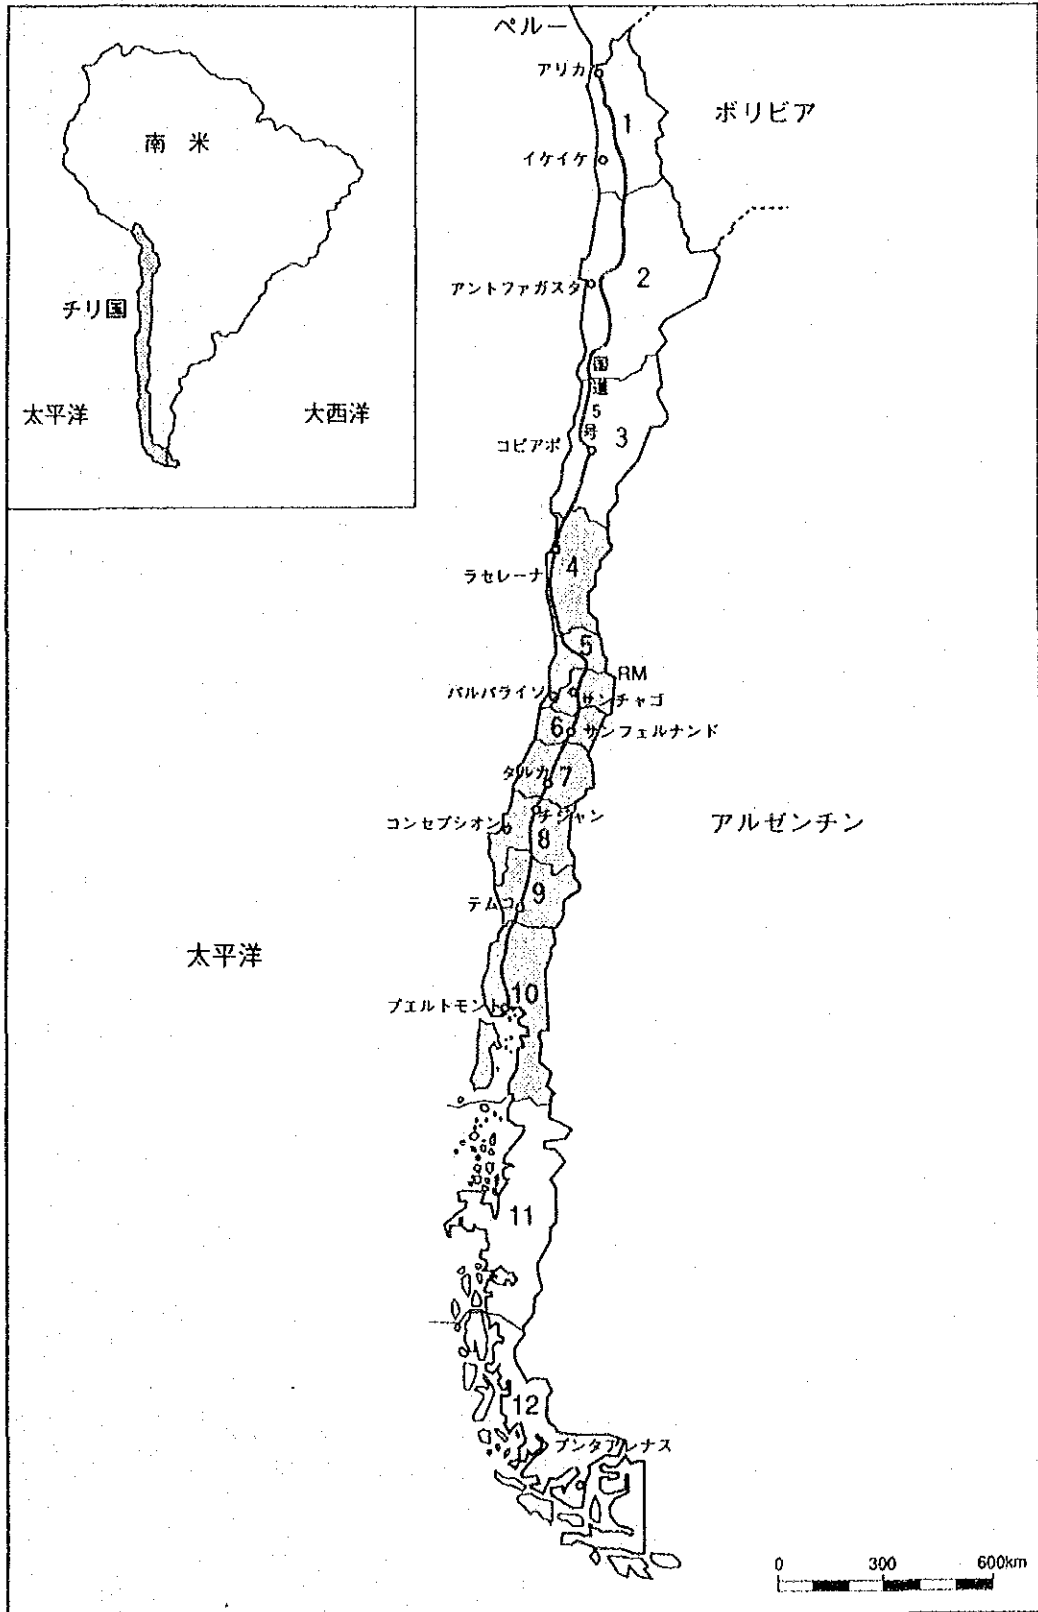 南 米
チリ国
太平洋
大西洋
ペルー
アリカ
ボリビア
1
イケイケ
2
アントファガスタ
国道5号
3
コピアポ
4
ラセレーナ
5
RM
バルパライソ
サンチャゴ
6
サンフェルナンド
タルカ
7
チジャン
コンセプシオン
8
アルゼンチン
9
テムコ
太平洋
10
プエルトモント
11
12
プンタアレナス
0 300 600km